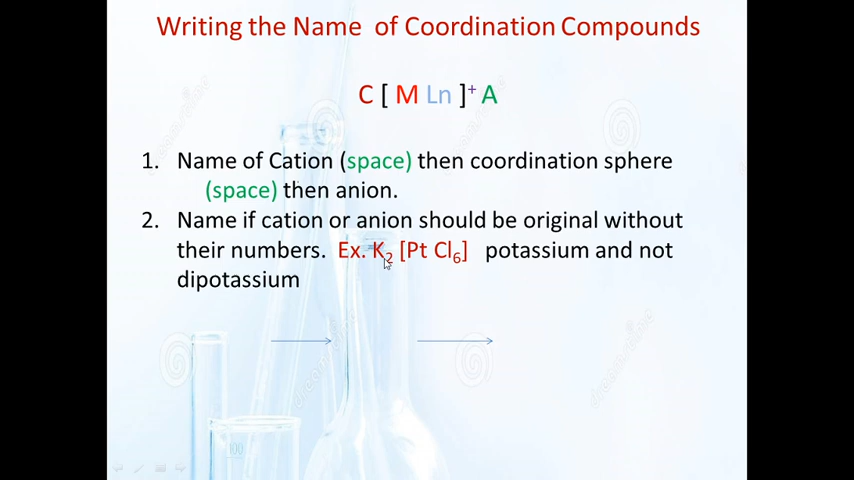 Writing the Name of Coordination Compounds
C [ M Ln ]⁺ A
1. Name of Cation (space) then coordination sphere
(space) then anion.
2. Name if cation or anion should be original without
their numbers. Ex. K₂ [Pt Cl₆] potassium and not
dipotassium
100